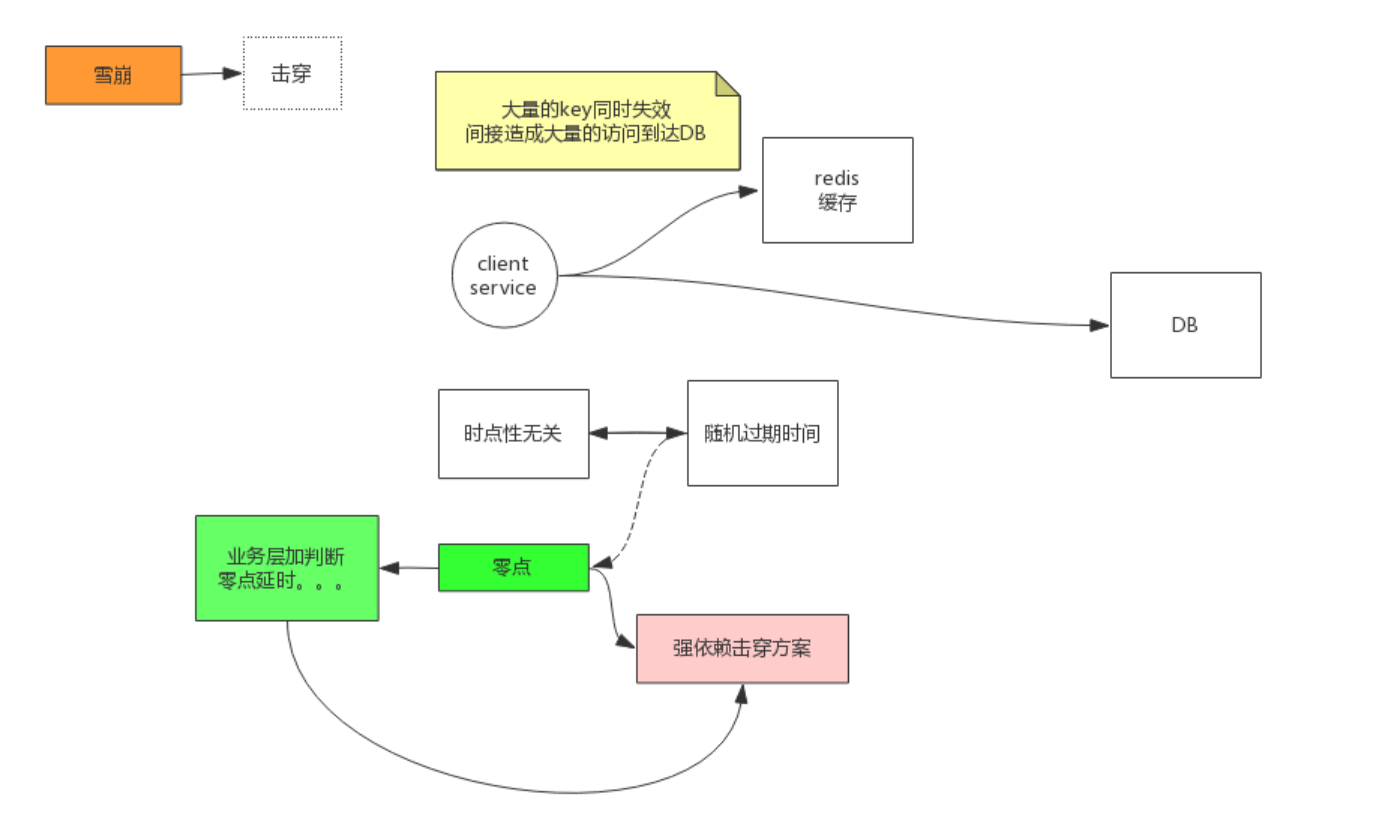 雪崩
击穿
大量的key同时失效
间接造成大量的访问到达DB
redis
缓存
client
service
DB
时点性无关
随机过期时间
业务层加判断
零点延时。。。
零点
强依赖击穿方案